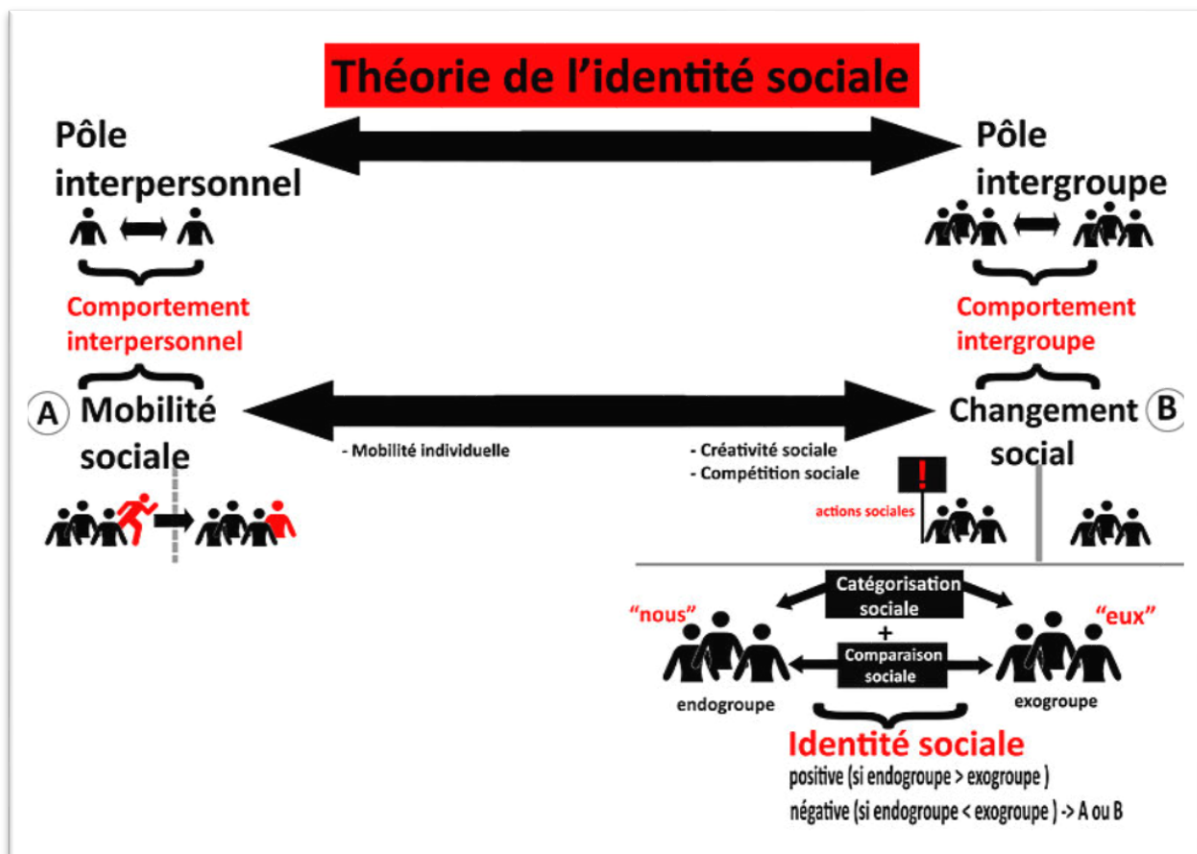 Théorie de l’identité sociale
Pôle
interpersonnel
Pôle
intergroupe
Comportement
interpersonnel
Comportement
intergroupe
A
Mobilité
sociale
Changement
social
B
- Mobilité individuelle
- Créativité sociale
- Compétition sociale
!
actions sociales
Catégorisation
sociale
“nous”
“eux”
+
Comparaison
sociale
endogroupe
exogroupe
Identité sociale
positive (si endogroupe > exogroupe )
négative (si endogroupe < exogroupe ) -> A ou B